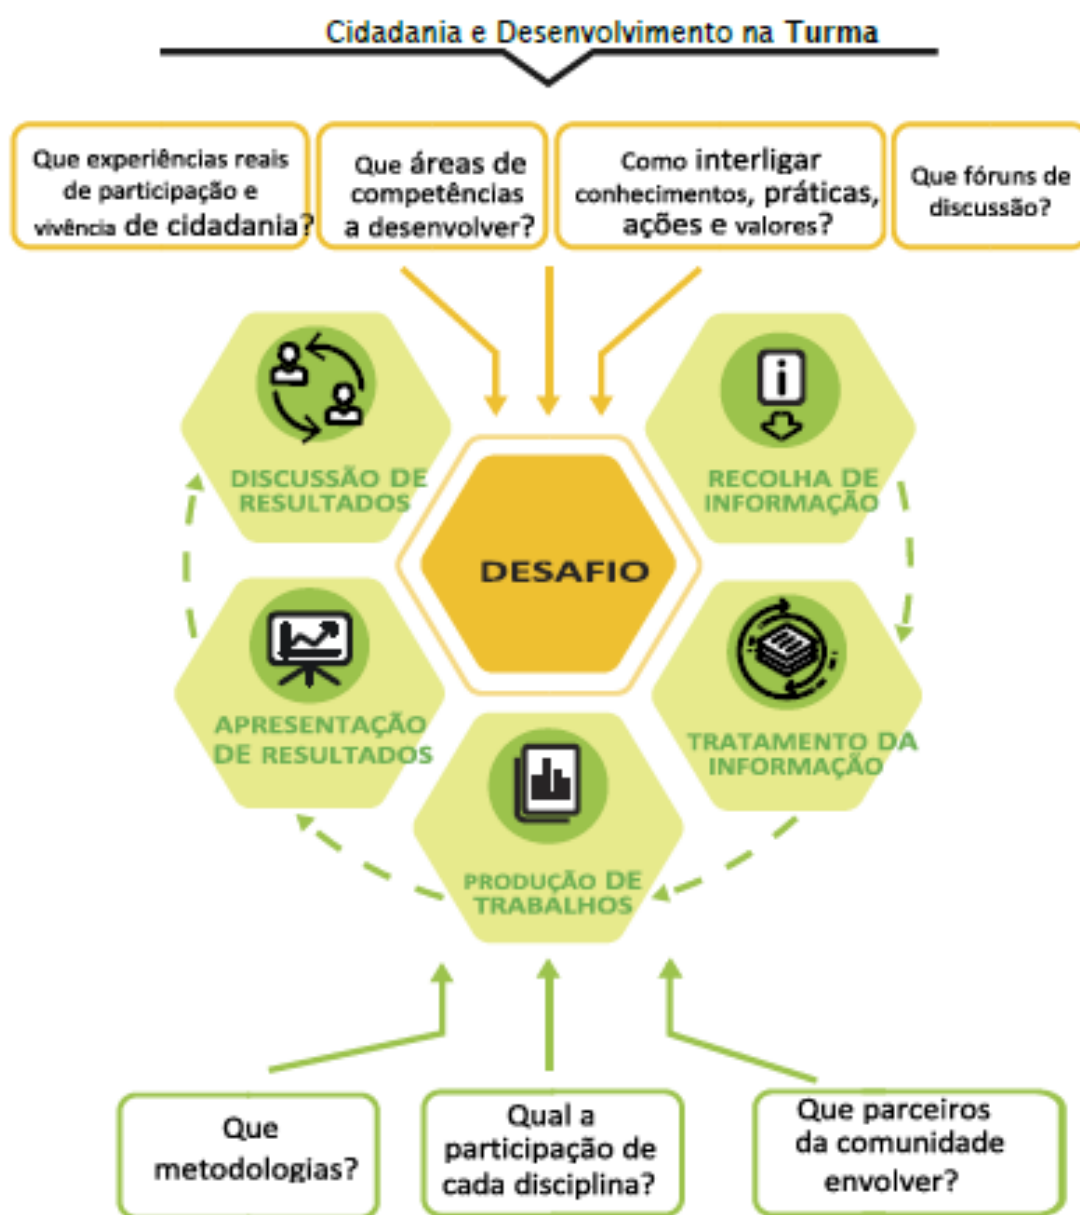 Cidadania e Desenvolvimento na Turma
Que experiências reais
de participação e
vivência de cidadania?
Que áreas de
competências
a desenvolver?
Como interligar
conhecimentos, práticas,
ações e valores?
Que fóruns de
discussão?
DISCUSSÃO DE
RESULTADOS
i
RECOLHA DE
INFORMAÇÃO
DESAFIO
APRESENTAÇÃO
DE RESULTADOS
TRATAMENTO DA
INFORMAÇÃO
PRODUÇÃO DE
TRABALHOS
Que
metodologias?
Qual a
participação de
cada disciplina?
Que parceiros
da comunidade
envolver?